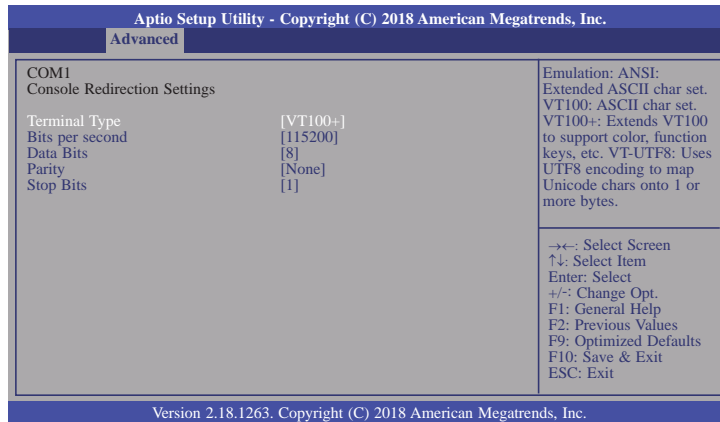 Aptio Setup Utility - Copyright (C) 2018 American Megatrends, Inc.
Advanced
COM1
Console Redirection Settings
Terminal Type [VT100+]
Bits per second [115200]
Data Bits [8]
Parity [None]
Stop Bits [1]
Emulation: ANSI:
Extended ASCII char set.
VT100: ASCII char set.
VT100+: Extends VT100
to support color, function
keys, etc. VT-UTF8: Uses
UTF8 encoding to map
Unicode chars onto 1 or
more bytes.
→←: Select Screen
↑↓: Select Item
Enter: Select
+/-: Change Opt.
F1: General Help
F2: Previous Values
F9: Optimized Defaults
F10: Save & Exit
ESC: Exit
Version 2.18.1263. Copyright (C) 2018 American Megatrends, Inc.